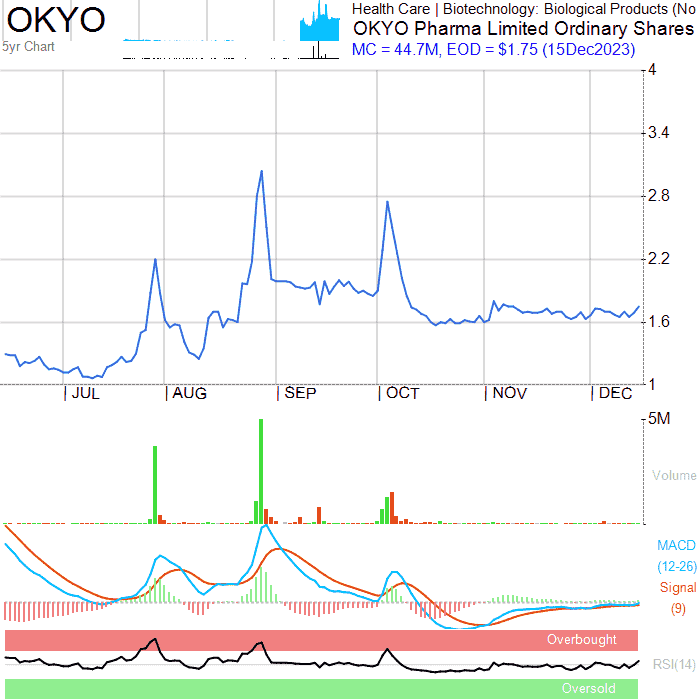 OKYO
5yr Chart
Health Care | Biotechnology: Biological Products (No
OKYO Pharma Limited Ordinary Shares
MC = 44.7M, EOD = $1.75 (15Dec2023)
4
3.4
2.8
2.2
1.6
1
| JUL | AUG | SEP | OCT | NOV | DEC
5M
Volume
MACD
(12-26)
Signal
(9)
Overbought
RSI(14)
Oversold